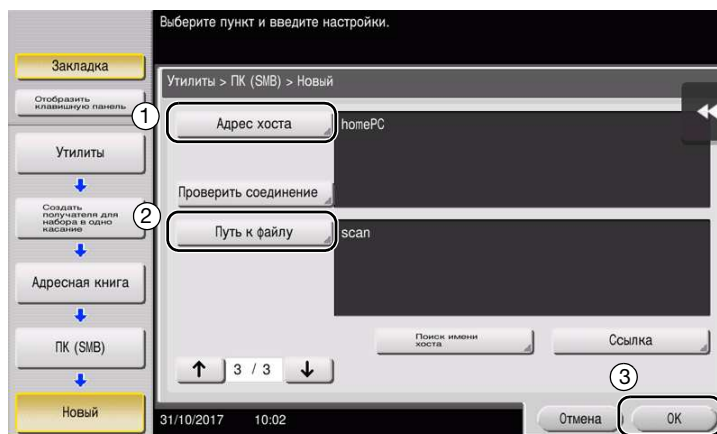 Выберите пункт и введите настройки.
Закладка
Отобразить
клавишную панель
Утилиты
Создать
получателя для
набора в одно
касание
Адресная книга
ПК (SMB)
Новый
Утилиты > ПК (SMB) > Новый
1
Адрес хоста
homePC
Проверить соединение
2
Путь к файлу
scan
Поиск имени
хоста
Ссылка
3 / 3
3
31/10/2017 10:02
Отмена
OK